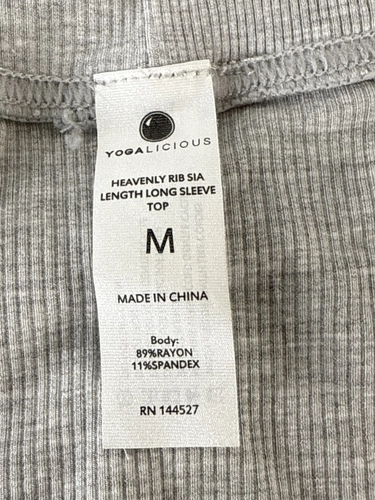 YOGALICIOUS
HEAVENLY RIB SIA
LENGTH LONG SLEEVE
TOP
M
MADE IN CHINA
Body:
89%RAYON
11%SPANDEX
RN 144527